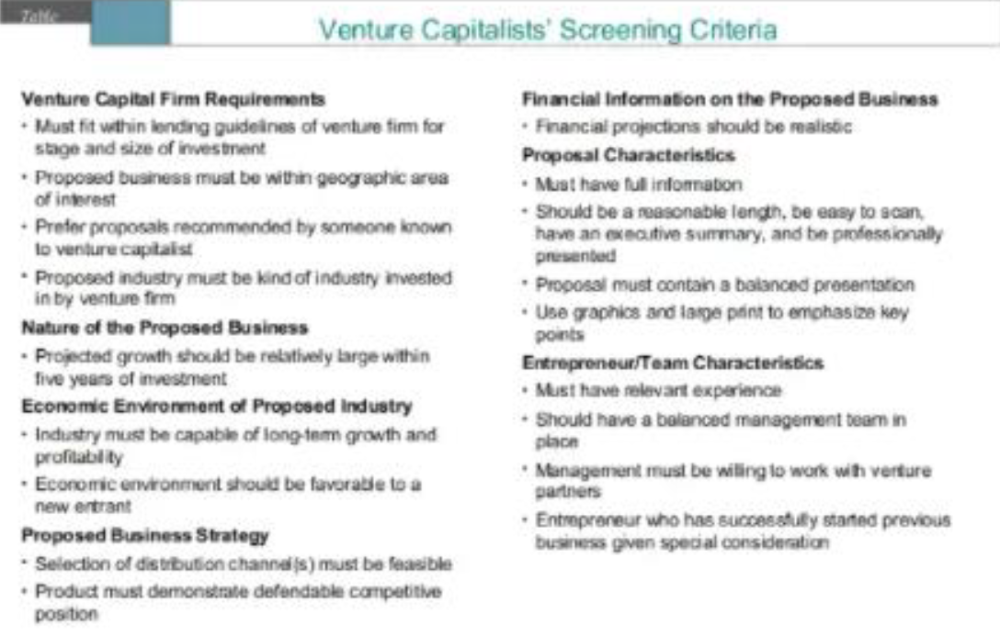 Table
Venture Capitalists' Screening Criteria
Venture Capital Firm Requirements
• Must fit within lending guidelines of venture firm for
stage and size of investment
• Proposed business must be within geographic area
of interest
• Prefer proposals recommended by someone known
to venture capitalist
• Proposed industry must be kind of industry invested
in by venture firm
Nature of the Proposed Business
• Projected growth should be relatively large within
five years of investment
Economic Environment of Proposed Industry
• Industry must be capable of long-term growth and
profitability
• Economic environment should be favorable to a
new entrant
Proposed Business Strategy
• Selection of distribution channel(s) must be feasible
• Product must demonstrate defendable competitive
position
Financial Information on the Proposed Business
• Financial projections should be realistic
Proposal Characteristics
• Must have full information
• Should be a reasonable length, be easy to scan,
have an executive summary, and be professionally
presented
• Proposal must contain a balanced presentation
• Use graphics and large print to emphasize key
points
Entrepreneur/Team Characteristics
• Must have relevant experience
• Should have a balanced management team in
place
• Management must be willing to work with venture
partners
• Entrepreneur who has successfully started previous
business given special consideration